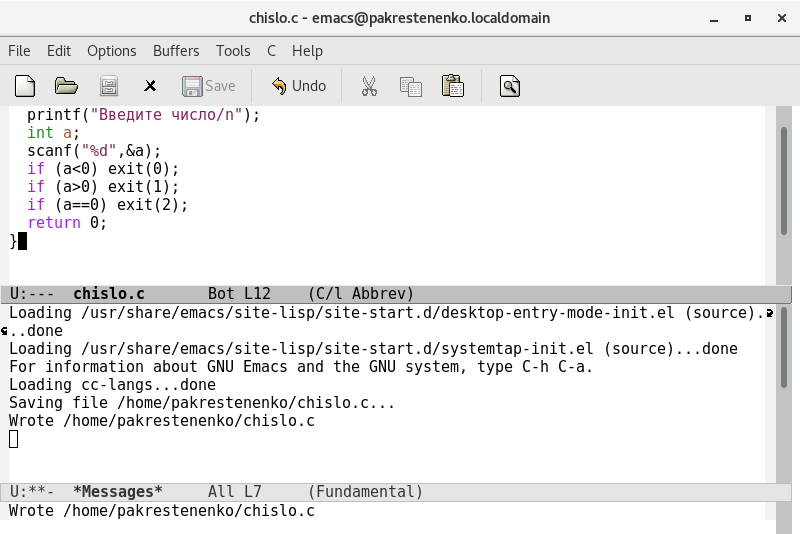 chislo.c - emacs@pakrestenenko.localdomain
File Edit Options Buffers Tools C Help
Save Undo
printf("Введите число/n");
int a;
scanf("%d",&a);
if (a<0) exit(0);
if (a>0) exit(1);
if (a==0) exit(2);
return 0;
}
U:--- chislo.c Bot L12 (C/l Abbrev)
Loading /usr/share/emacs/site-lisp/site-start.d/desktop-entry-mode-init.el (source).
..done
Loading /usr/share/emacs/site-lisp/site-start.d/systemtap-init.el (source)...done
For information about GNU Emacs and the GNU system, type C-h C-a.
Loading cc-langs...done
Saving file /home/pakrestenenko/chislo.c...
Wrote /home/pakrestenenko/chislo.c
U:**- *Messages* All L7 (Fundamental)
Wrote /home/pakrestenenko/chislo.c